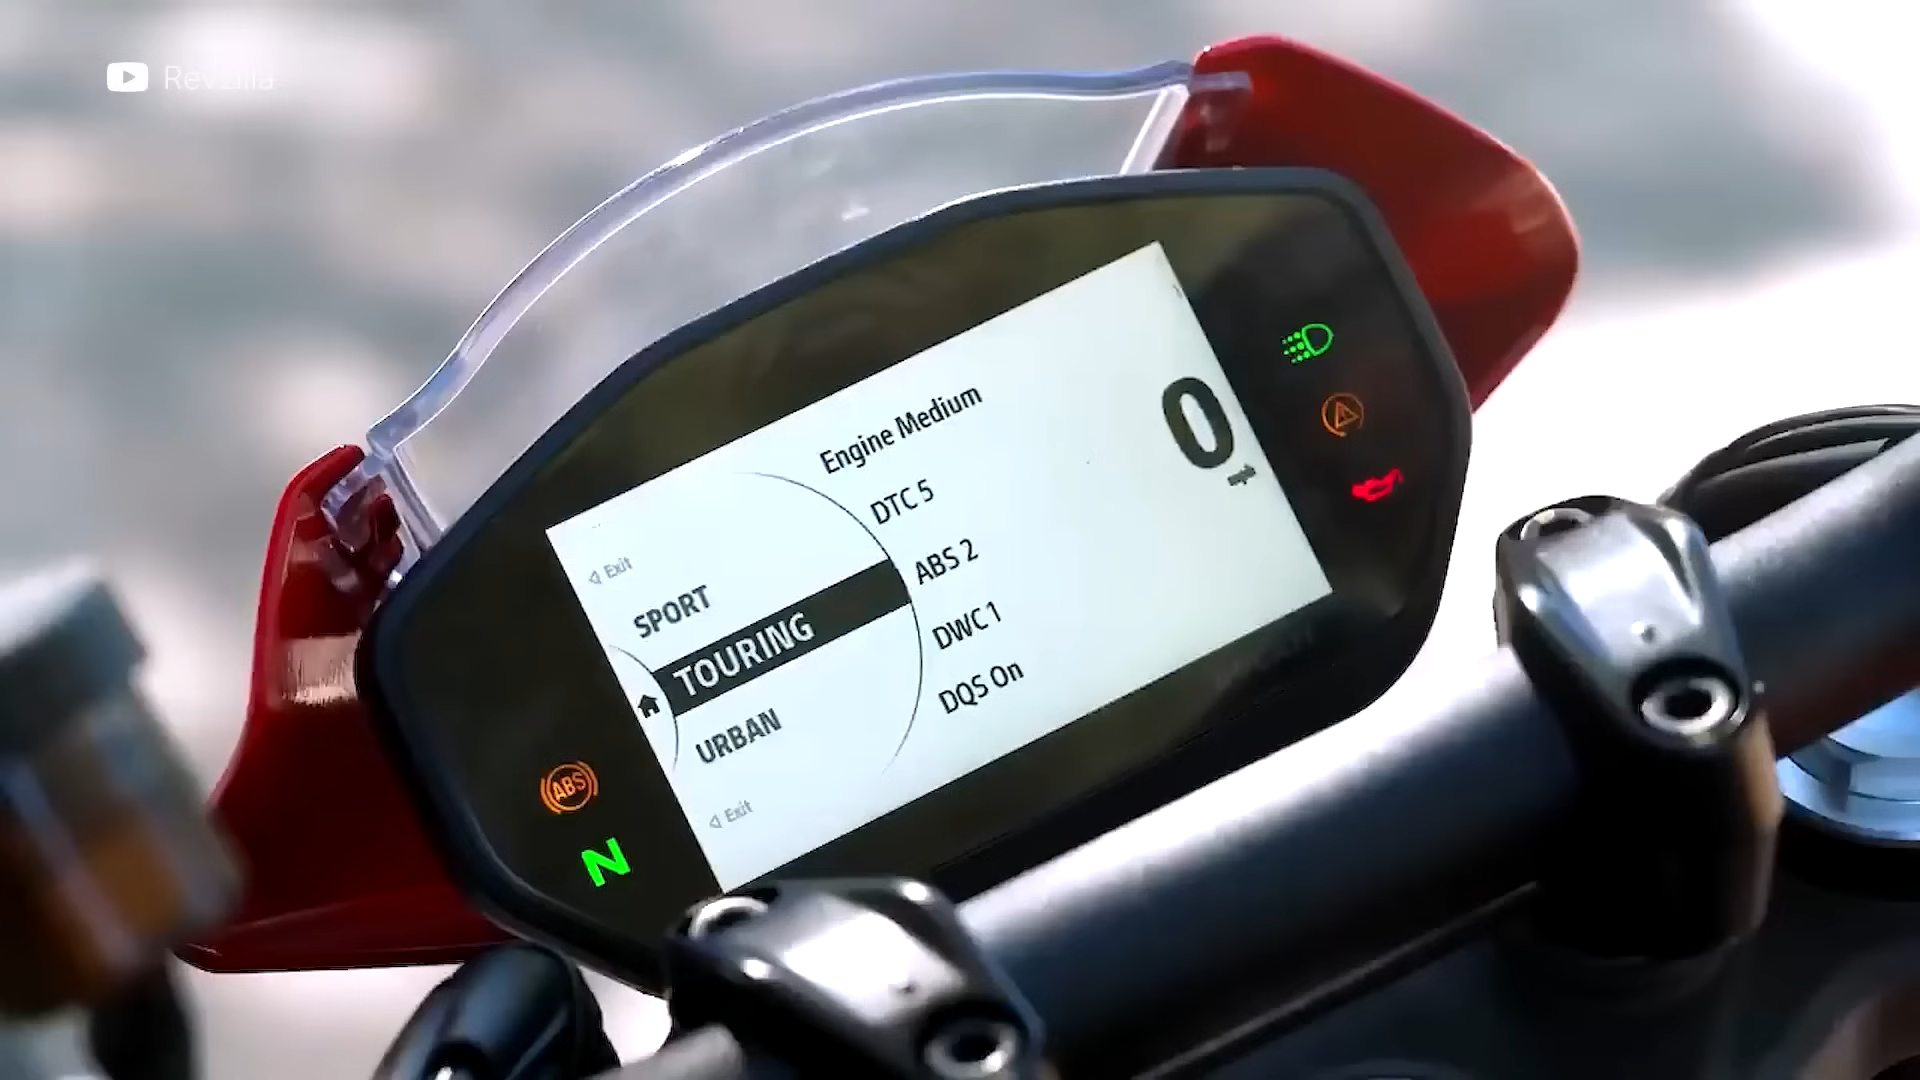 RevZilla
Engine Medium
DTC 5
ABS 2
DWC 1
DQS On
Exit
SPORT
TOURING
URBAN
Exit
0
ABS
N